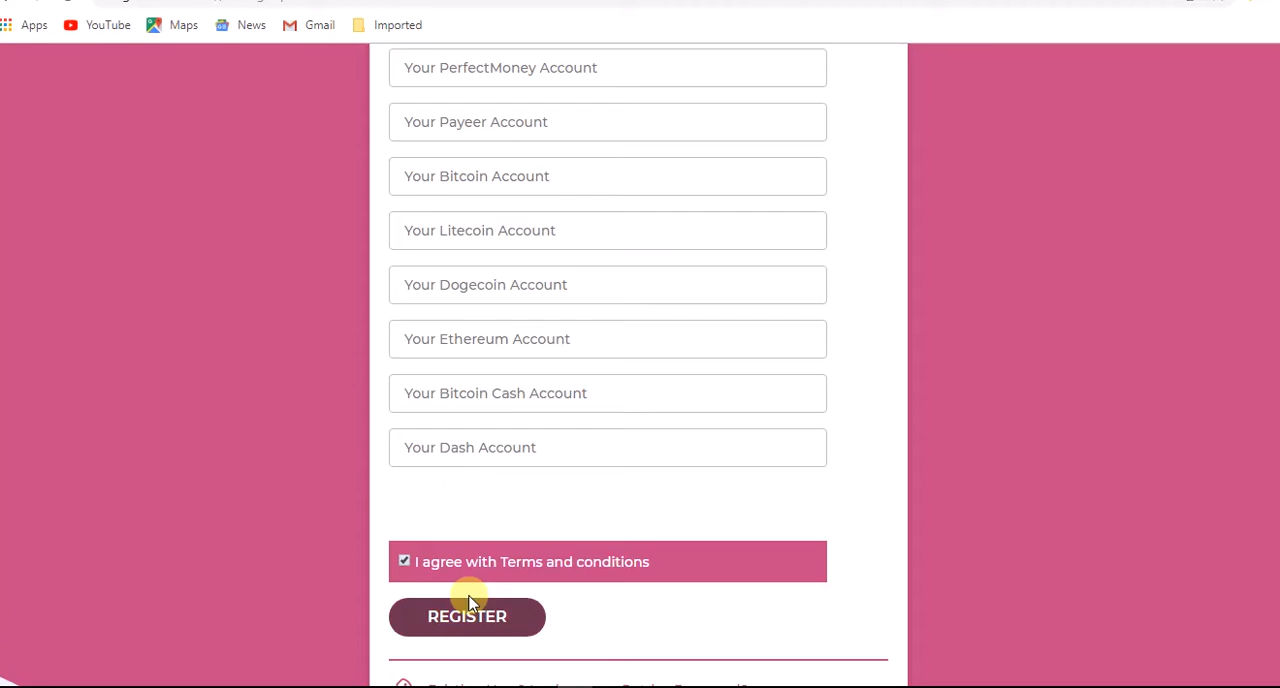 Apps YouTube Maps News Gmail Imported
Your PerfectMoney Account
Your Payeer Account
Your Bitcoin Account
Your Litecoin Account
Your Dogecoin Account
Your Ethereum Account
Your Bitcoin Cash Account
Your Dash Account
I agree with Terms and conditions
REGISTER